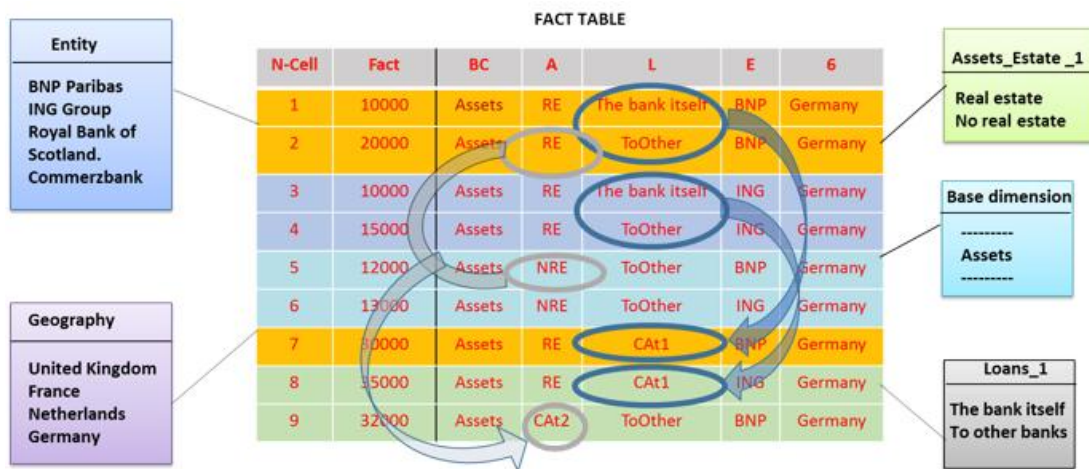 FACT TABLE
Entity
BNP Paribas
ING Group
Royal Bank of
Scotland.
Commerzbank
N-Cell Fact BC A L E 6
1 10000 Assets RE The bank itself BNP Germany
2 20000 Assets RE ToOther BNP Germany
3 10000 Assets RE The bank itself ING Germany
4 15000 Assets RE ToOther ING Germany
5 12000 Assets NRE ToOther BNP Germany
6 13000 Assets NRE ToOther ING Germany
7 30000 Assets RE CAt1 BNP Germany
8 35000 Assets RE CAt1 ING Germany
9 32000 Assets CAt2 ToOther BNP Germany
Assets_Estate _1
Real estate
No real estate
Base dimension
---------
Assets
---------
Geography
United Kingdom
France
Netherlands
Germany
Loans_1
The bank itself
To other banks